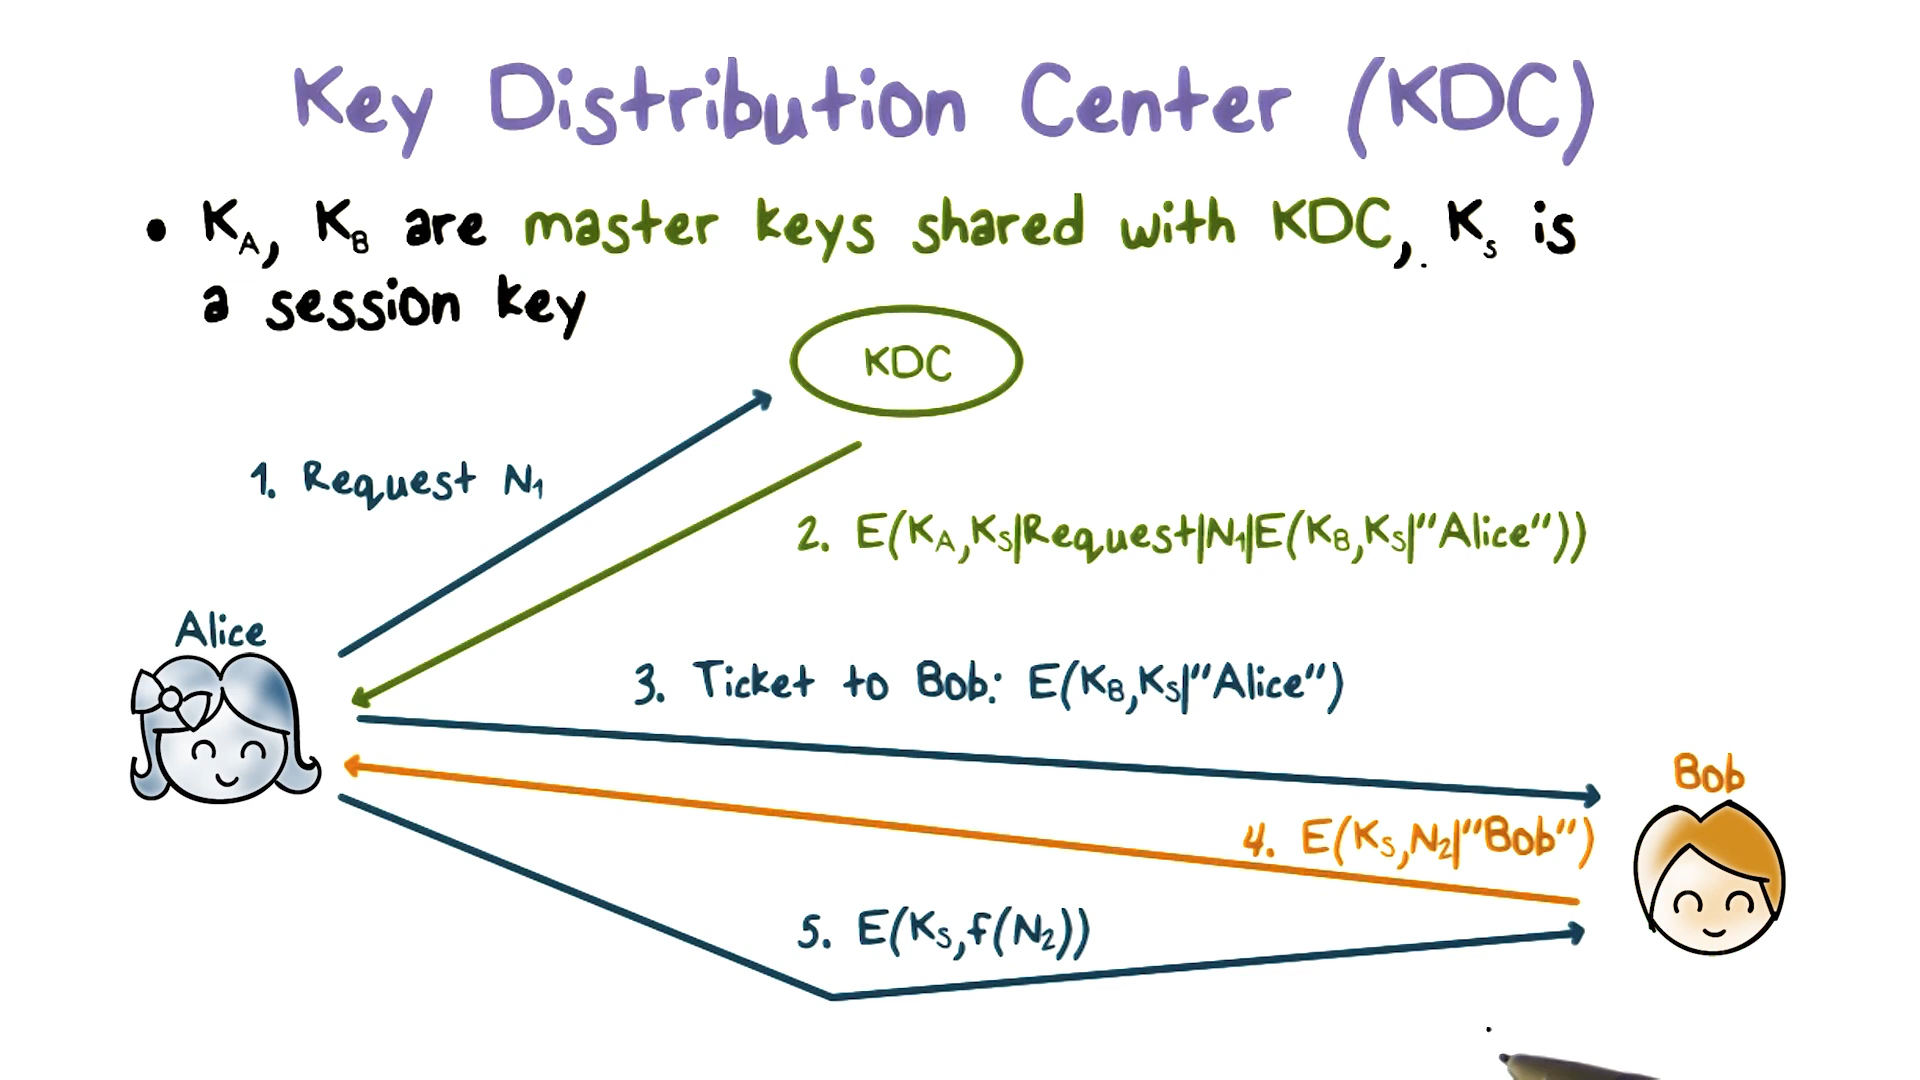 Key Distribution Center (KDC)
• KA, KB are master keys shared with KDC, Ks is
a session key
KDC
1. Request N1
2. E(KA,KS|Request|N1|E(KB,KS|"Alice"))
Alice
3. Ticket to Bob: E(KB,KS|"Alice")
Bob
4. E(KS,N2|"Bob")
5. E(KS,f(N2))